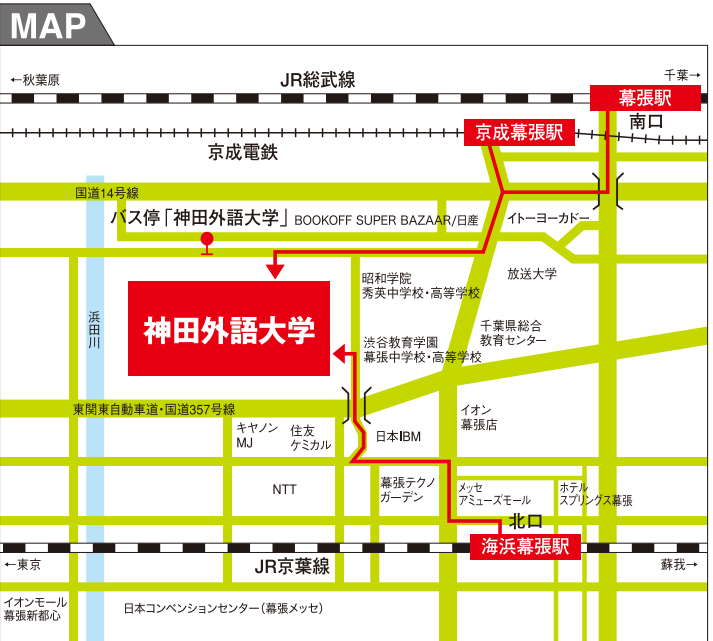 MAP
←秋葉原
JR総武線
千葉→
幕張駅
南口
京成幕張駅
京成電鉄
国道14号線
バス停「神田外語大学」
BOOKOFF SUPER BAZAAR/日産
イトーヨーカドー
昭和学院
秀英中学校・高等学校
放送大学
浜田川
神田外語大学
渋谷教育学園
幕張中学校・高等学校
千葉県総合
教育センター
東関東自動車道・国道357号線
キヤノン
MJ
住友
ケミカル
日本IBM
イオン
幕張店
NTT
幕張テクノ
ガーデン
メッセ
アミューズモール
ホテル
スプリングス幕張
北口
海浜幕張駅
←東京
JR京葉線
蘇我→
イオンモール
幕張新都心
日本コンベンションセンター(幕張メッセ)